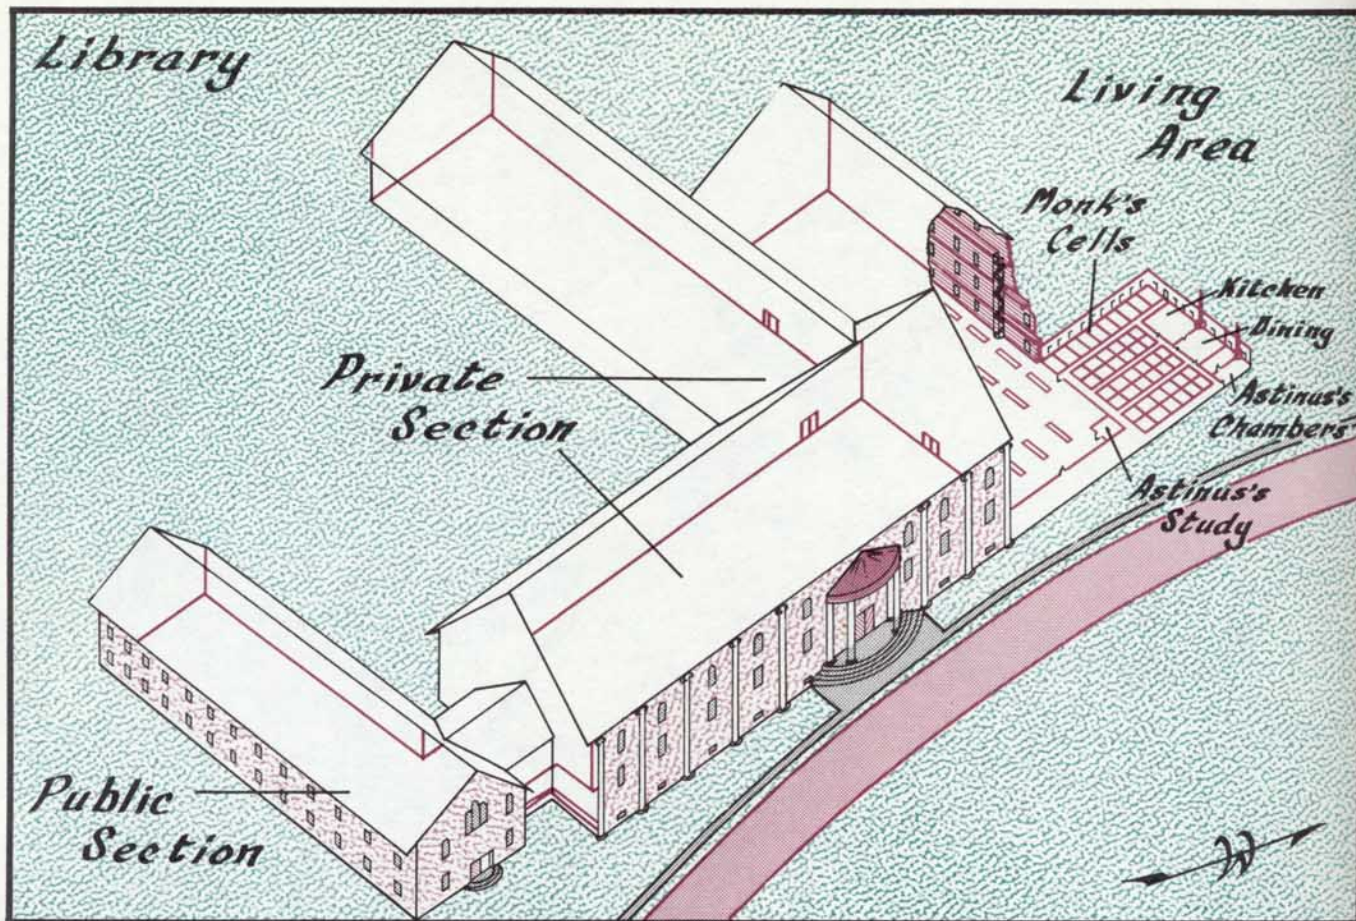 Library
Living
Area
Monk's
Cells
Kitchen
Dining
Private
Section
Astinus's
Chambers
Astinus's
Study
Public
Section
N